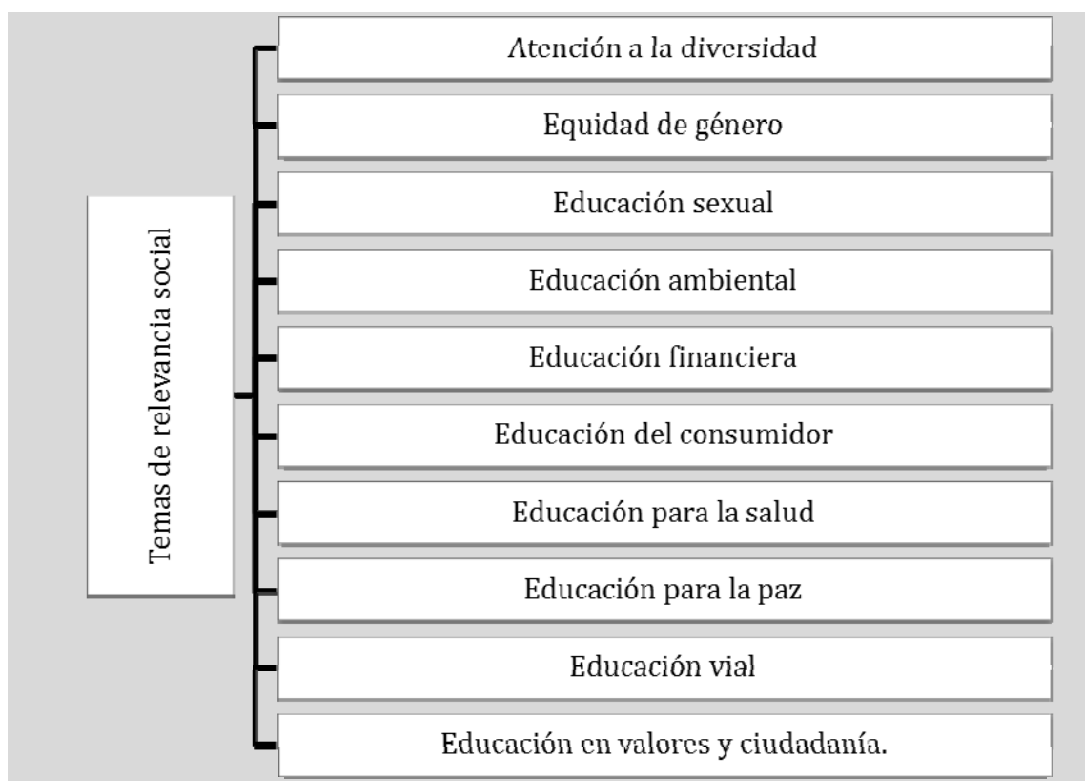 Temas de relevancia social
Atención a la diversidad
Equidad de género
Educación sexual
Educación ambiental
Educación financiera
Educación del consumidor
Educación para la salud
Educación para la paz
Educación vial
Educación en valores y ciudadanía.